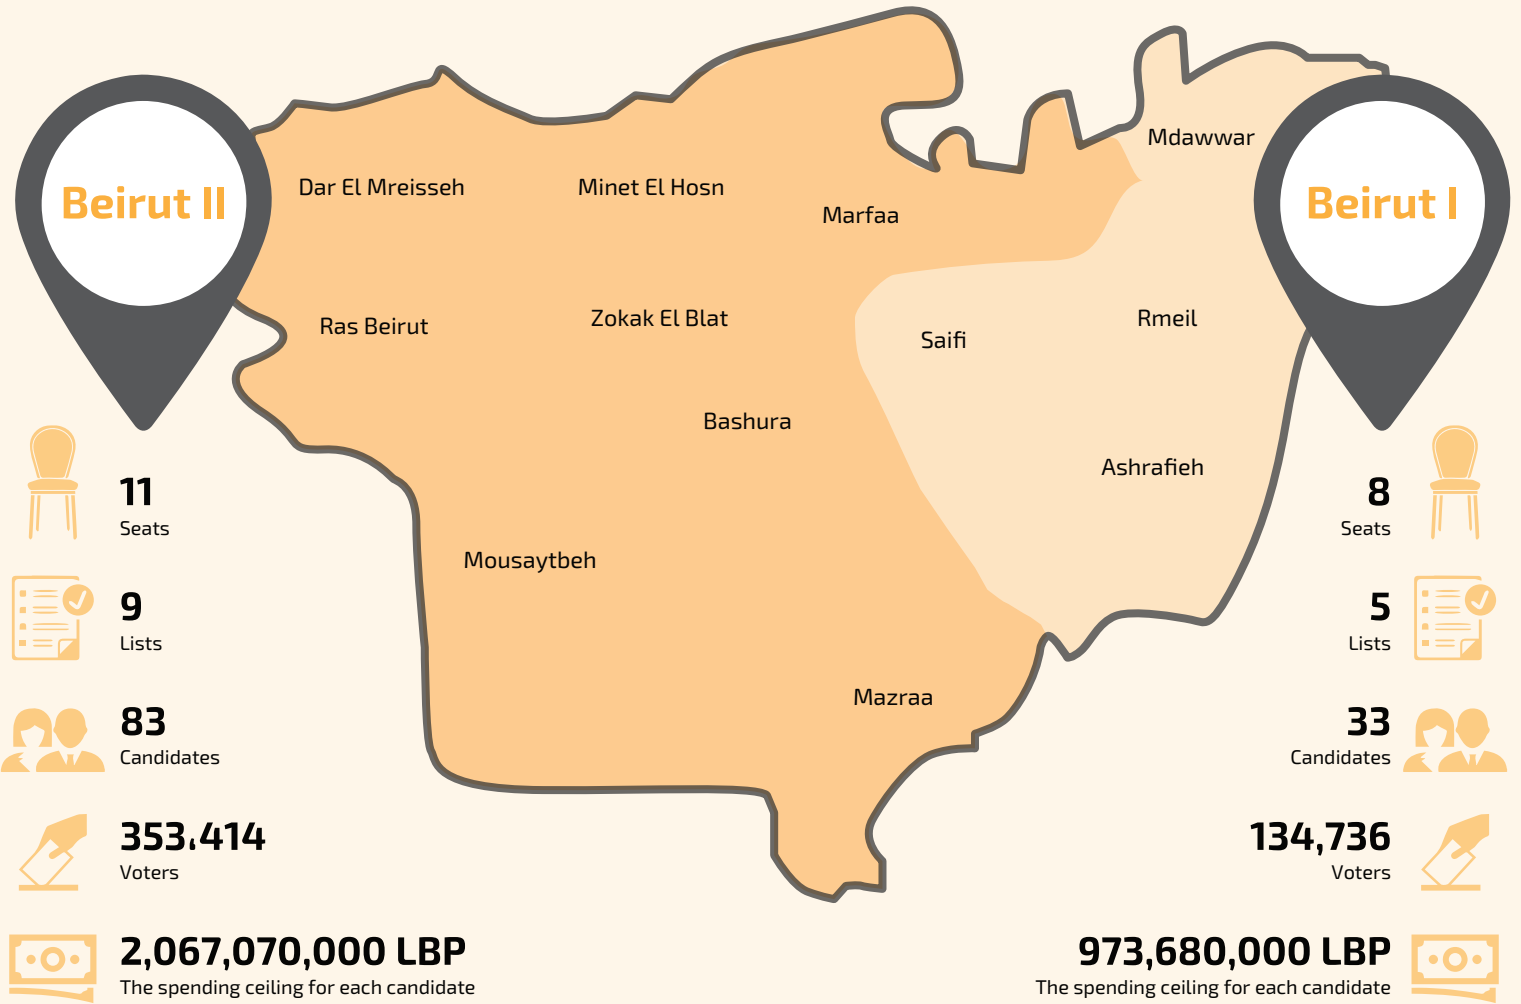 Beirut II
Beirut I
Mdawwar
Dar El Mreisseh
Minet El Hosn
Marfaa
Ras Beirut
Zokak El Blat
Saifi
Rmeil
Bashura
Ashrafieh
Mousaytbeh
Mazraa
11
Seats
9
Lists
83
Candidates
353،414
Voters
2,067,070,000 LBP
The spending ceiling for each candidate
8
Seats
5
Lists
33
Candidates
134,736
Voters
973,680,000 LBP
The spending ceiling for each candidate